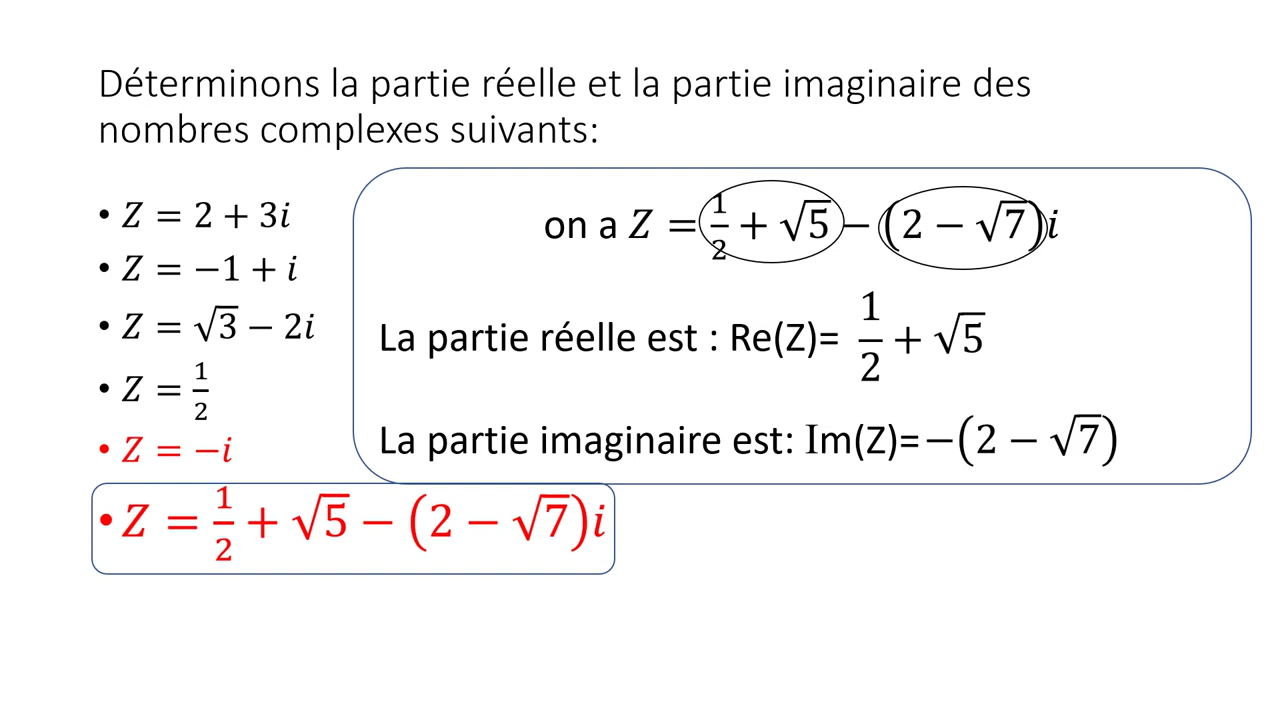 Déterminons la partie réelle et la partie imaginaire des
nombres complexes suivants:
• Z = 2 + 3i
• Z = −1 + i
• Z = √3 − 2i
• Z = 1/2
• Z = −i
• Z = 1/2 + √5 − (2 − √7)i
on a Z = 1/2 + √5 − (2 − √7)i
La partie réelle est : Re(Z)= 1/2 + √5
La partie imaginaire est: Im(Z)= −(2 − √7)